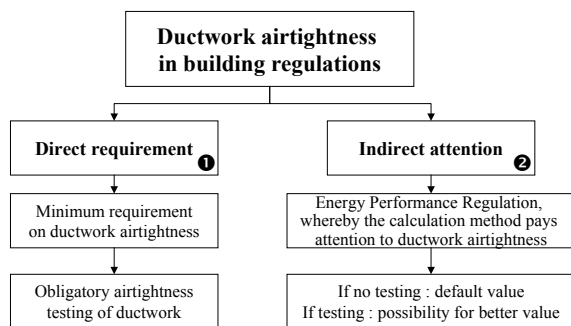 Ductwork airtightness
in building regulations
Direct requirement
❶
Minimum requirement
on ductwork airtightness
Obligatory airtightness
testing of ductwork
Indirect attention
❷
Energy Performance Regulation,
whereby the calculation method pays
attention to ductwork airtightness
If no testing : default value
If testing : possibility for better value